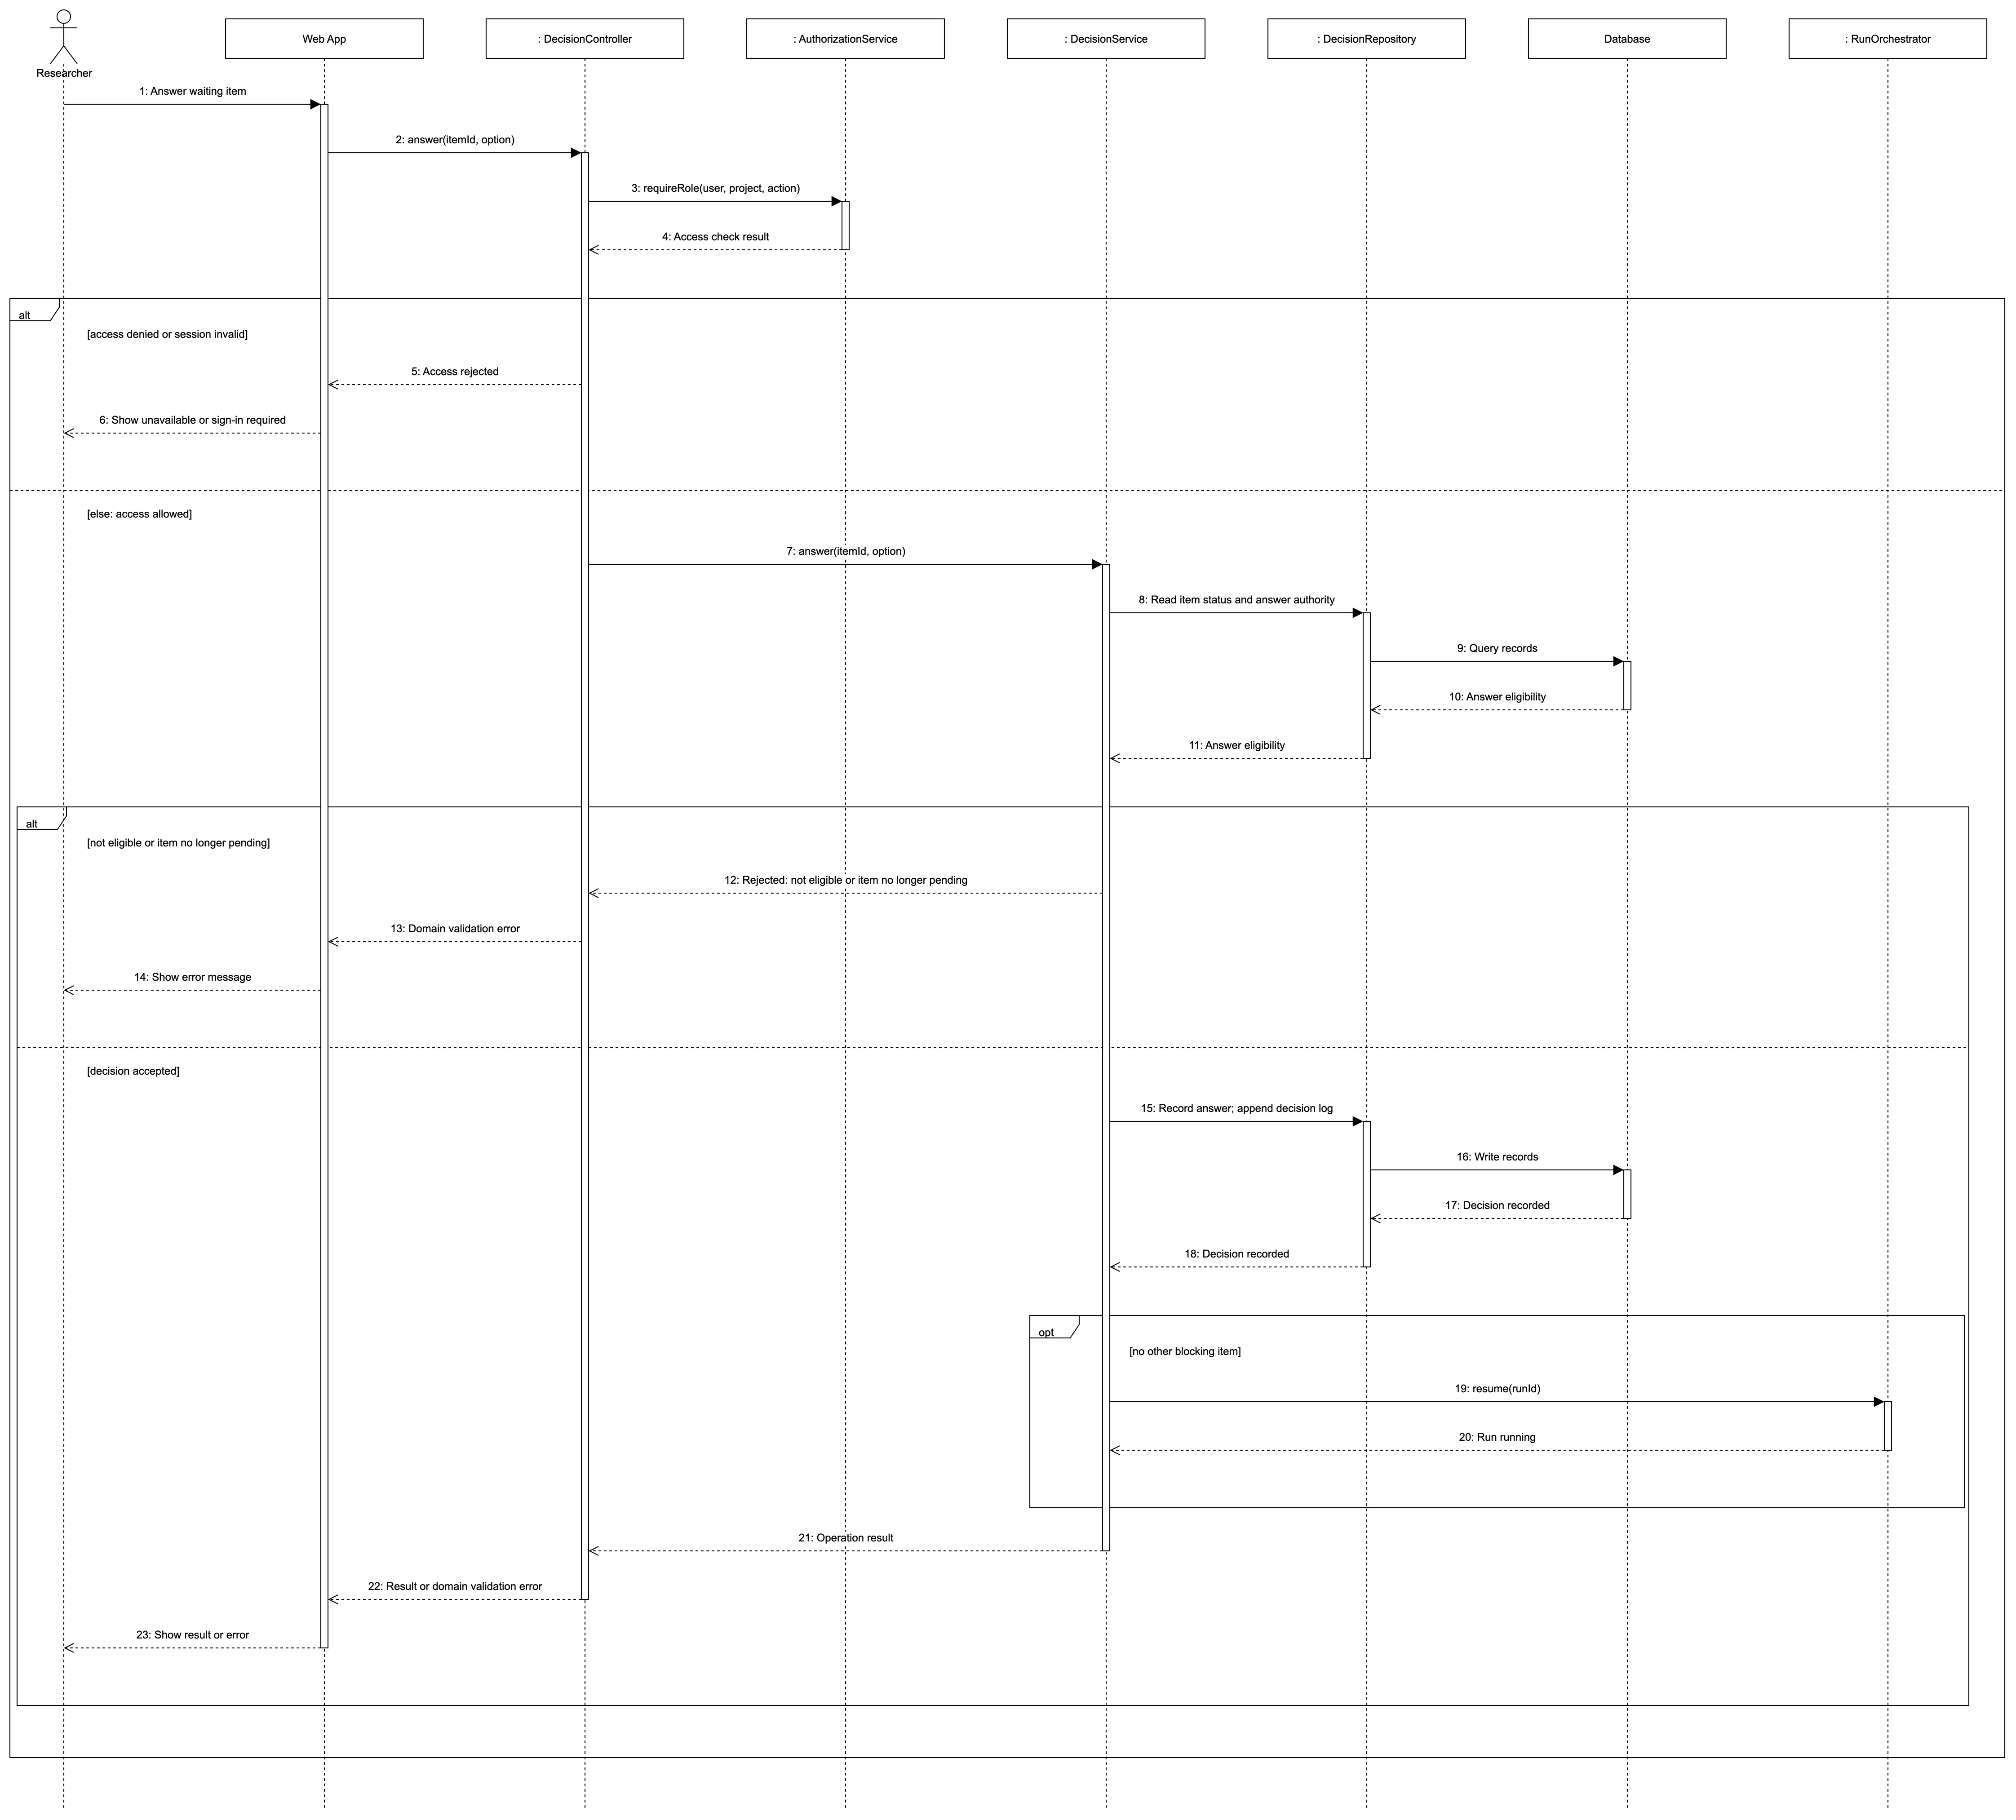 Researcher
Web App
: DecisionController
: AuthorizationService
: DecisionService
: DecisionRepository
Database
: RunOrchestrator
1: Answer waiting item
2: answer(itemId, option)
3: requireRole(user, project, action)
4: Access check result
alt
[access denied or session invalid]
5: Access rejected
6: Show unavailable or sign-in required
[else: access allowed]
7: answer(itemId, option)
8: Read item status and answer authority
9: Query records
10: Answer eligibility
11: Answer eligibility
alt
[not eligible or item no longer pending]
12: Rejected: not eligible or item no longer pending
13: Domain validation error
14: Show error message
[decision accepted]
15: Record answer; append decision log
16: Write records
17: Decision recorded
18: Decision recorded
opt
[no other blocking item]
19: resume(runId)
20: Run running
21: Operation result
22: Result or domain validation error
23: Show result or error